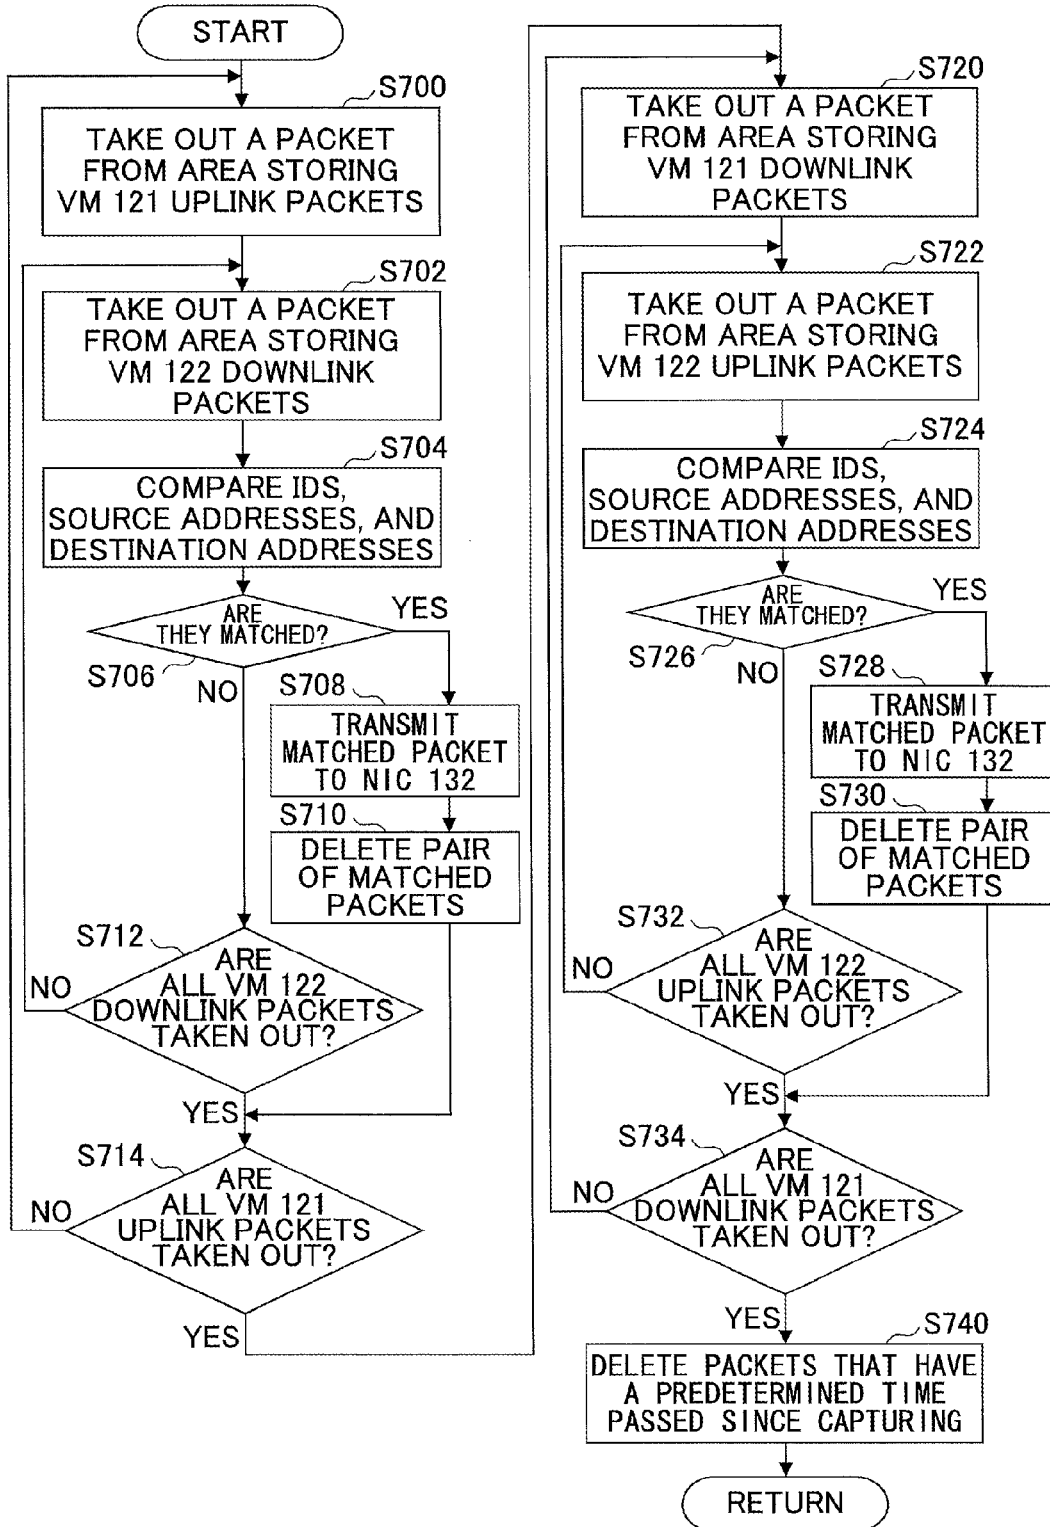 START
S700
TAKE OUT A PACKET
FROM AREA STORING
VM 121 UPLINK PACKETS
S702
TAKE OUT A PACKET
FROM AREA STORING
VM 122 DOWNLINK
PACKETS
S704
COMPARE IDS,
SOURCE ADDRESSES, AND
DESTINATION ADDRESSES
ARE
THEY MATCHED?
YES
S706
NO
S708
TRANSMIT
MATCHED PACKET
TO NIC 132
S710
DELETE PAIR
OF MATCHED
PACKETS
S712
ARE
ALL VM 122
DOWNLINK PACKETS
TAKEN OUT?
NO
YES
S714
ARE
ALL VM 121
UPLINK PACKETS
TAKEN OUT?
NO
YES
S720
TAKE OUT A PACKET
FROM AREA STORING
VM 121 DOWNLINK
PACKETS
S722
TAKE OUT A PACKET
FROM AREA STORING
VM 122 UPLINK PACKETS
S724
COMPARE IDS,
SOURCE ADDRESSES, AND
DESTINATION ADDRESSES
ARE
THEY MATCHED?
YES
S726
NO
S728
TRANSMIT
MATCHED PACKET
TO NIC 132
S730
DELETE PAIR
OF MATCHED
PACKETS
S732
ARE
ALL VM 122
UPLINK PACKETS
TAKEN OUT?
NO
YES
S734
ARE
ALL VM 121
DOWNLINK PACKETS
TAKEN OUT?
NO
YES
S740
DELETE PACKETS THAT HAVE
A PREDETERMINED TIME
PASSED SINCE CAPTURING
RETURN